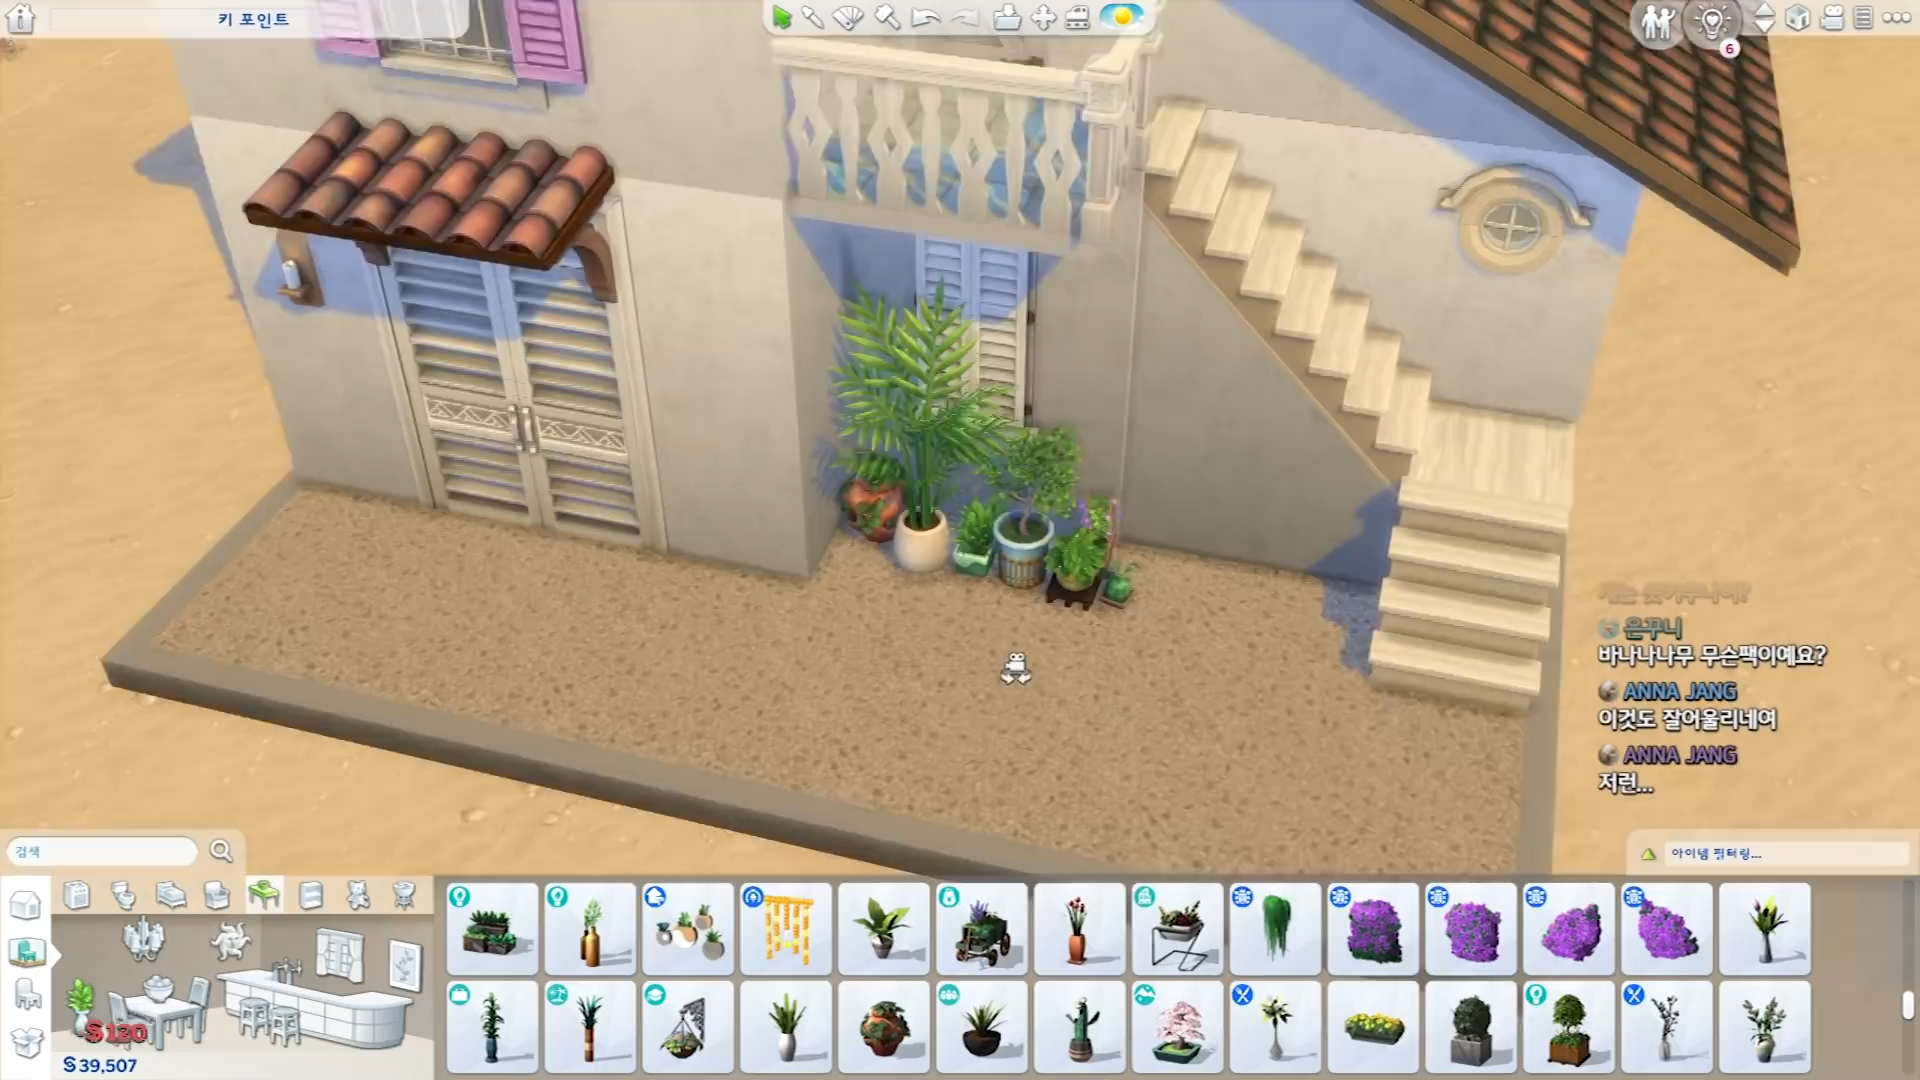 키 포인트
6
은꾸니
바나나나무 무슨팩이예요?
ANNA JANG
이것도 잘어울리네여
ANNA JANG
저런...
검색
아이템 필터링...
§120
§39,507